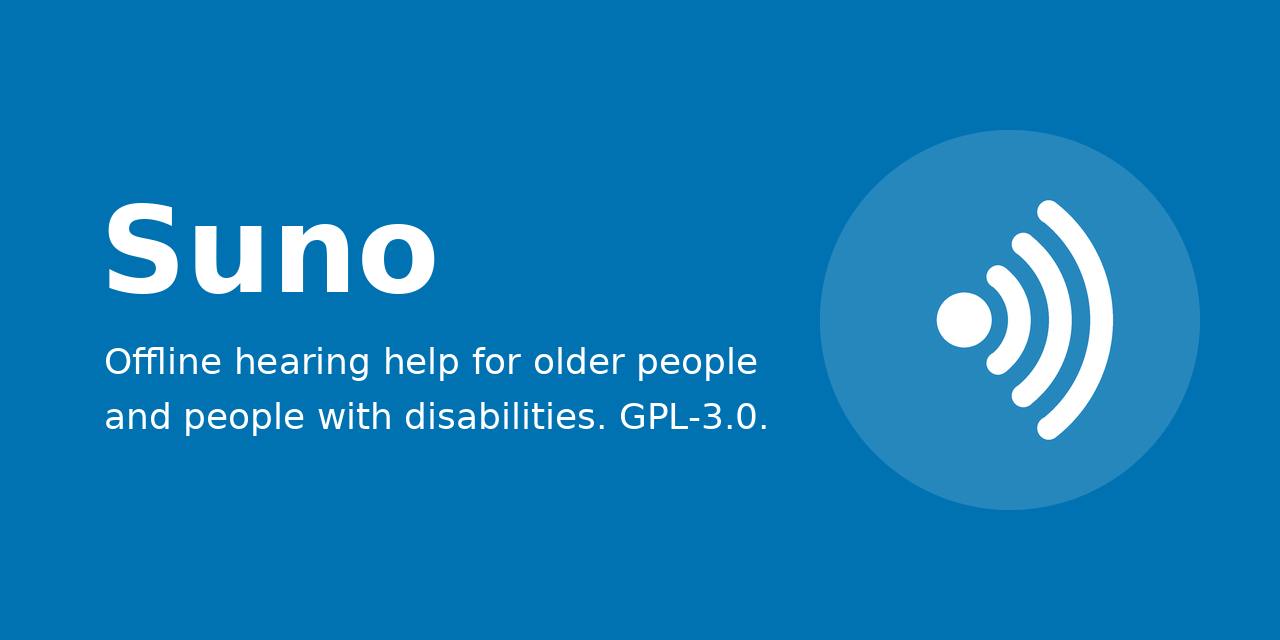 Suno
Offline hearing help for older people
and people with disabilities. GPL-3.0.